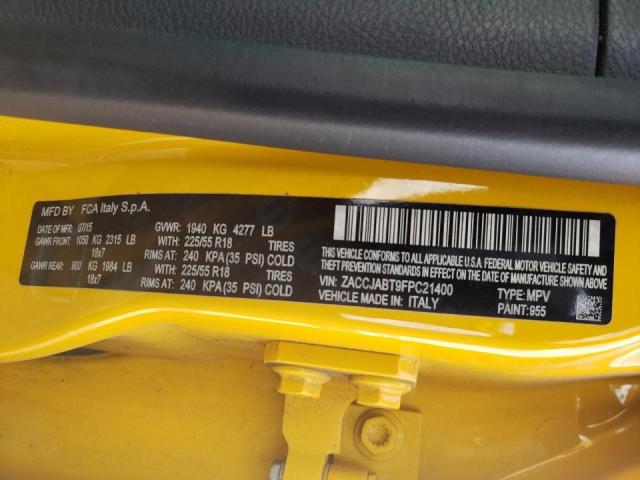 MFD BY FCA Italy S.p.A.
DATE OF MFR 07/15 GVWR: 1940 KG 4277 LB
GAWR FRONT: 1050 KG 2315 LB WITH: 225/55 R18 TIRES
18x7 RIMS AT: 240 KPA (35 PSI) COLD
GAWR REAR: 900 KG 1984 LB WITH: 225/55 R18 TIRES
18x7 RIMS AT: 240 KPA (35 PSI) COLD
THIS VEHICLE CONFORMS TO ALL APPLICABLE U.S.A. FEDERAL MOTOR VEHICLE SAFETY
AND THEFT PREVENTION STANDARDS IN EFFECT ON THE DATE OF MFR SHOWN ABOVE
VIN: ZACCJABT9FPC21400 TYPE: MPV
VEHICLE MADE IN: ITALY PAINT: 955